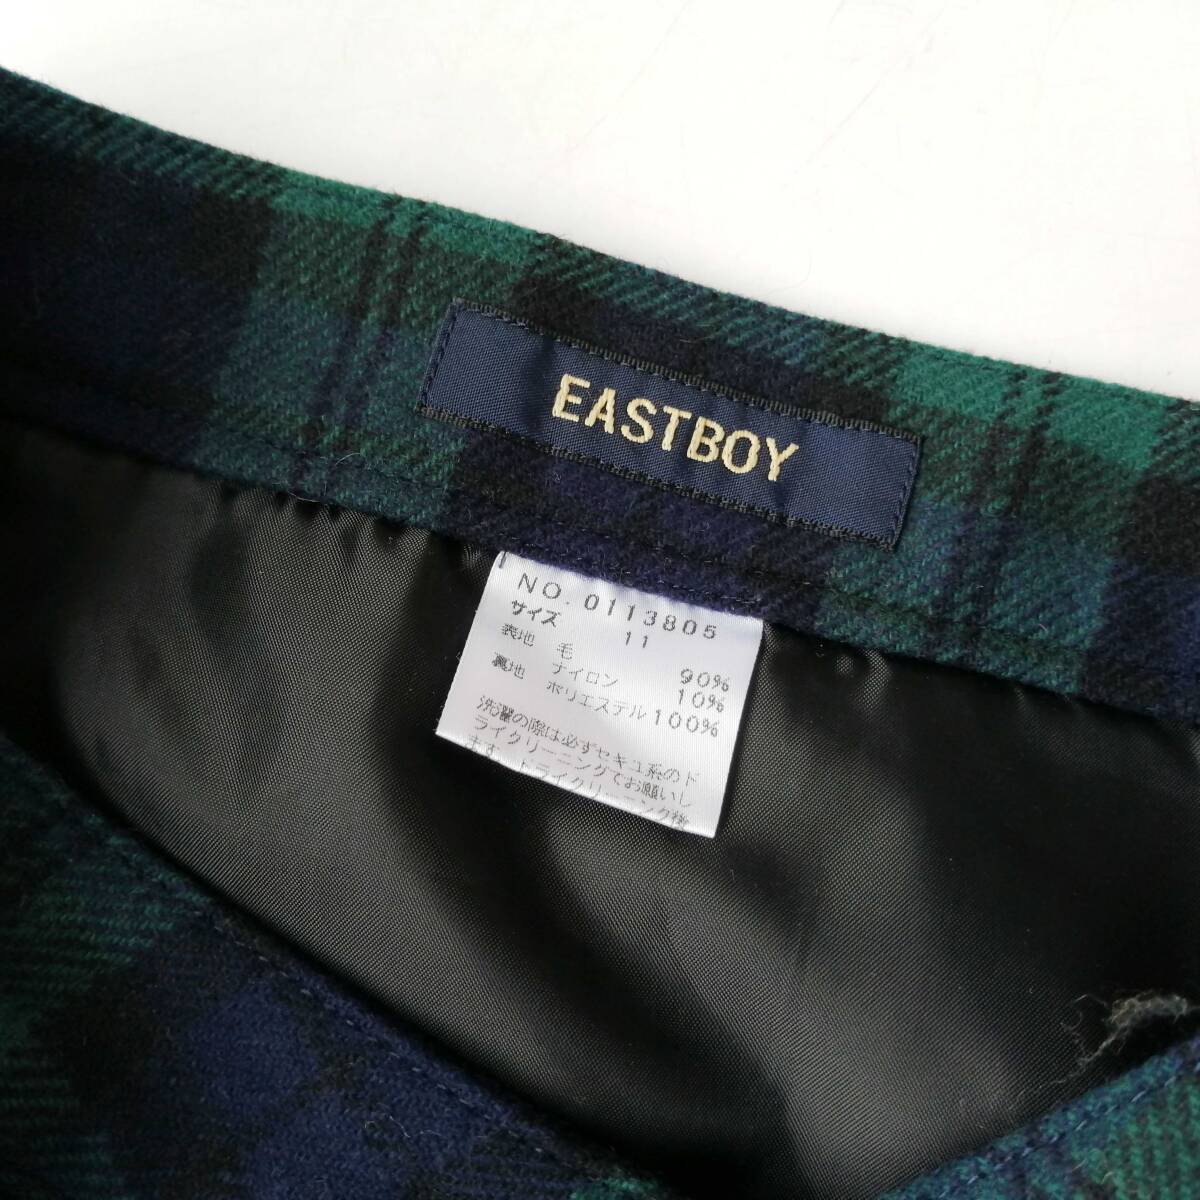 EASTBOY
NO. 0113805
サイズ 11
表地 毛 90%
ナイロン 10%
裏地 ポリエステル 100%
洗濯の際は必ずセキユ系のド
ライクリーニングでお願いし
ます。ドライクリーニング後